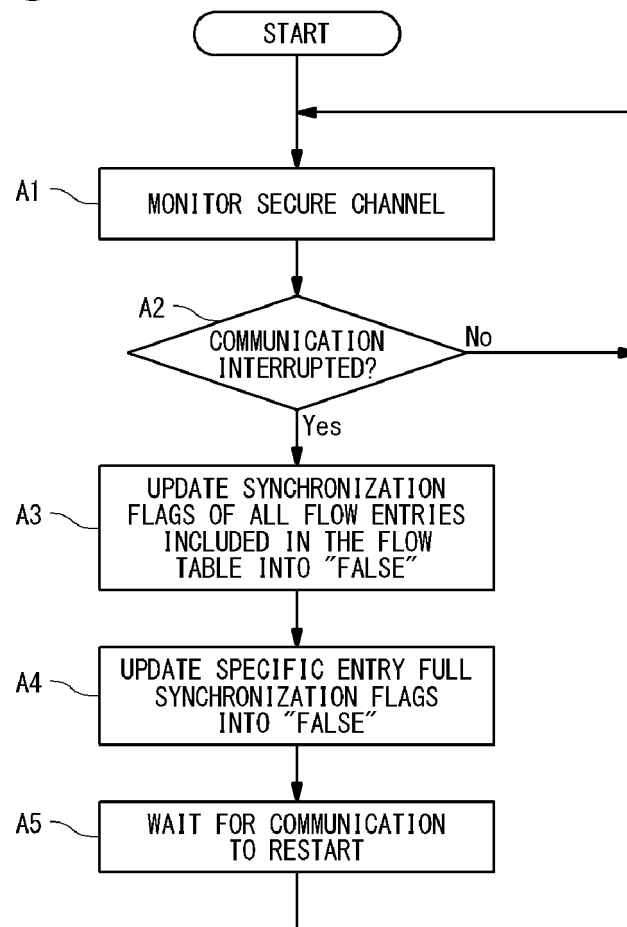 START
A1
MONITOR SECURE CHANNEL
A2
COMMUNICATION
INTERRUPTED?
No
Yes
A3
UPDATE SYNCHRONIZATION
FLAGS OF ALL FLOW ENTRIES
INCLUDED IN THE FLOW
TABLE INTO "FALSE"
A4
UPDATE SPECIFIC ENTRY FULL
SYNCHRONIZATION FLAGS
INTO "FALSE"
A5
WAIT FOR COMMUNICATION
TO RESTART